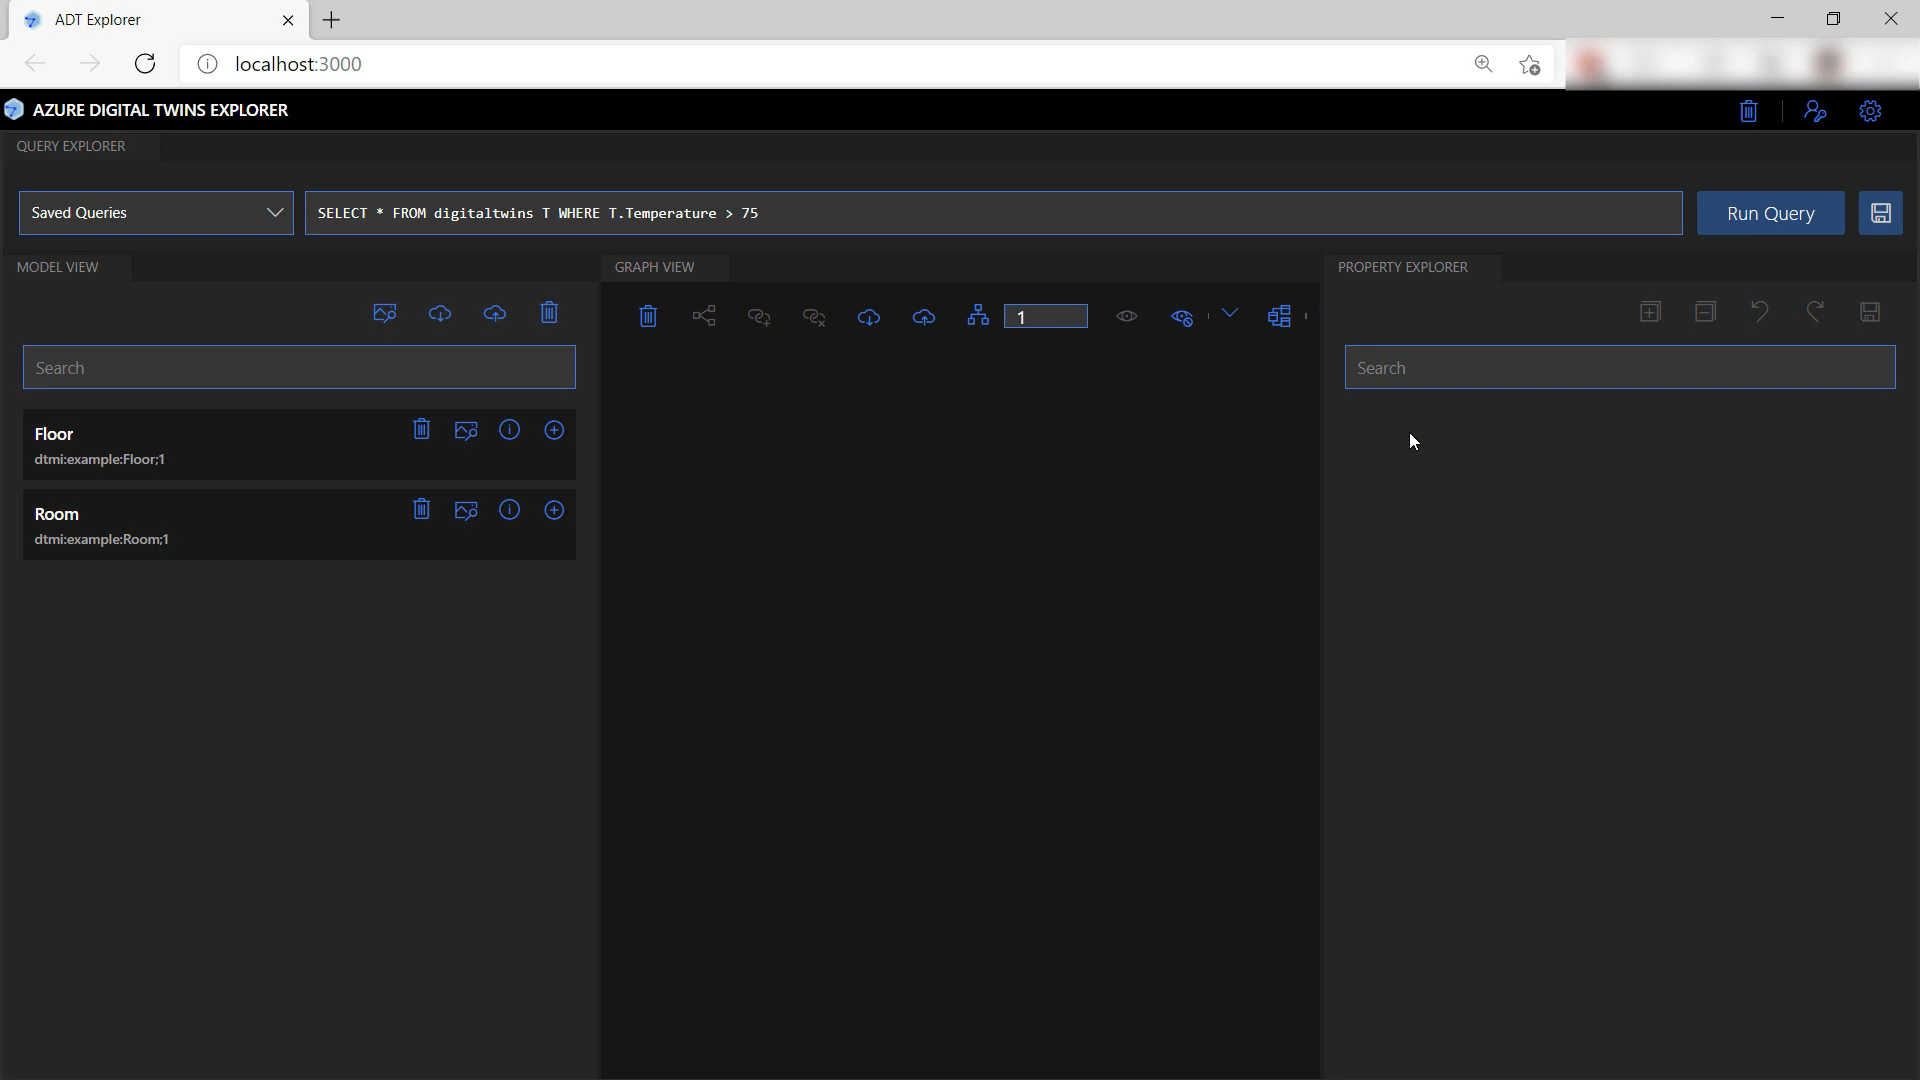 ADT Explorer
localhost:3000
AZURE DIGITAL TWINS EXPLORER
QUERY EXPLORER
Saved Queries
SELECT * FROM digitaltwins T WHERE T.Temperature > 75
Run Query
MODEL VIEW
GRAPH VIEW
PROPERTY EXPLORER
1
Search
Search
Floor
dtmi:example:Floor;1
Room
dtmi:example:Room;1